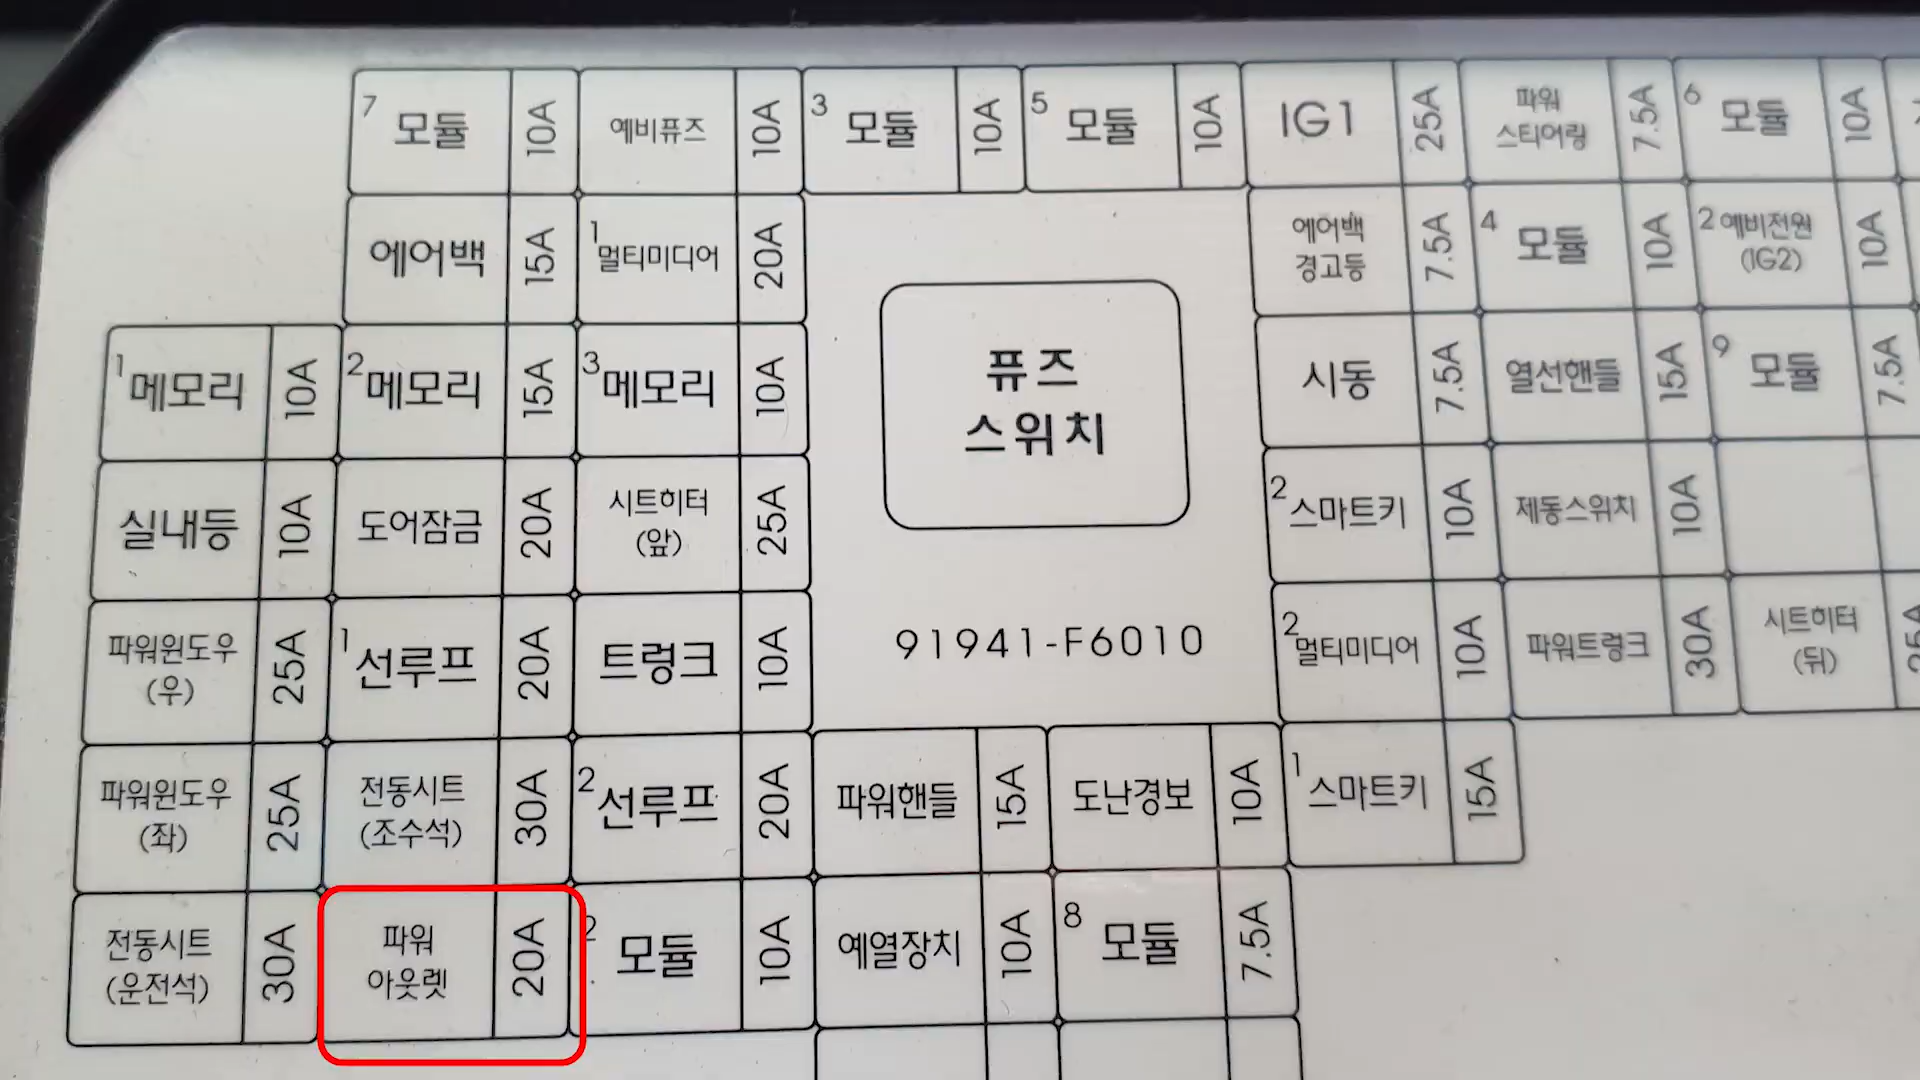 7 모듈 10A 예비퓨즈 10A 3 모듈 10A 5 모듈 10A IG1 25A 파워 스티어링 7.5A 6 모듈 10A
에어백 15A 1 멀티미디어 20A 에어백 경고등 7.5A 4 모듈 10A 2 예비전원 (IG2) 10A
1 메모리 10A 2 메모리 15A 3 메모리 10A 퓨즈 시동 7.5A 열선핸들 15A 9 모듈 7.5A
스위치
실내등 10A 도어잠금 20A 시트히터 (앞) 25A 2 스마트키 10A 제동스위치 10A
파워윈도우 (우) 25A 1 선루프 20A 트렁크 10A 91941-F6010 2 멀티미디어 10A 파워트렁크 30A 시트히터 (뒤)
파워윈도우 (좌) 25A 전동시트 (조수석) 30A 2 선루프 20A 파워핸들 15A 도난경보 10A 1 스마트키 15A
전동시트 (운전석) 30A 파워 아웃렛 20A 2 모듈 10A 예열장치 10A 8 모듈 7.5A